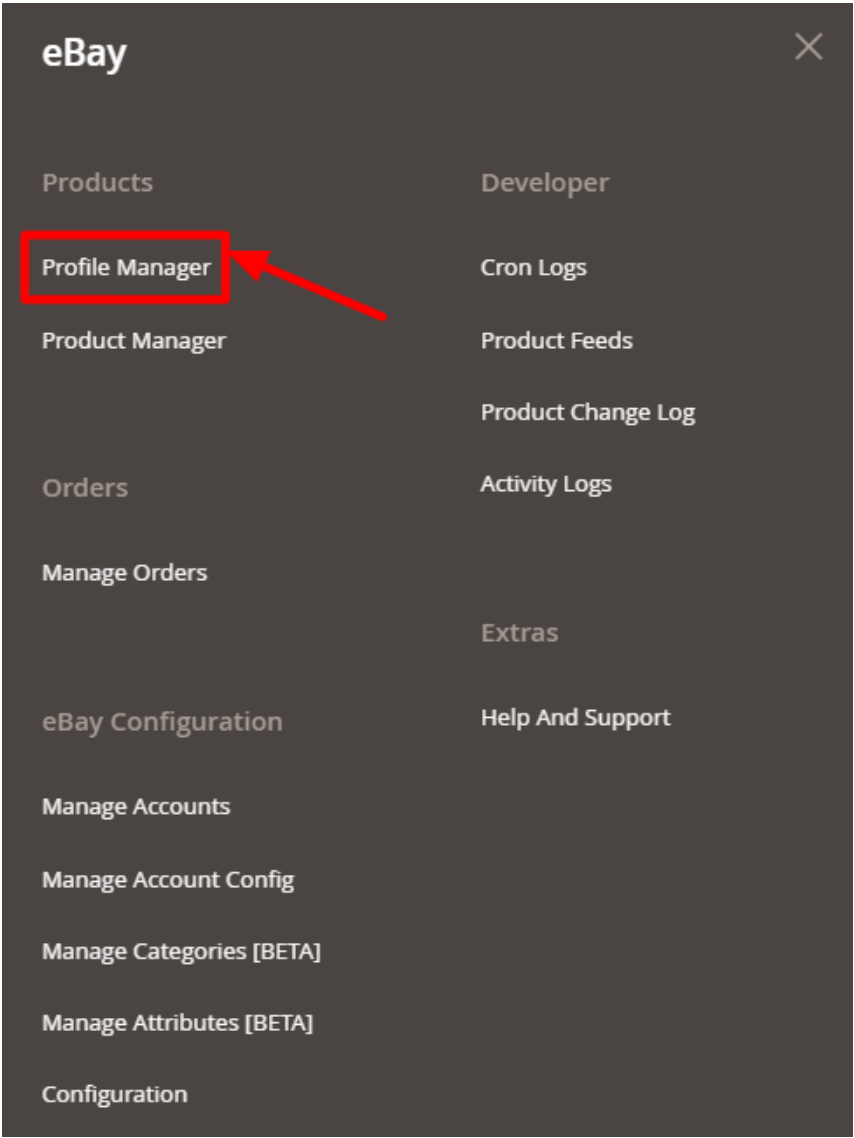 eBay
Products
Profile Manager
Product Manager
Orders
Manage Orders
eBay Configuration
Manage Accounts
Manage Account Config
Manage Categories [BETA]
Manage Attributes [BETA]
Configuration
Developer
Cron Logs
Product Feeds
Product Change Log
Activity Logs
Extras
Help And Support